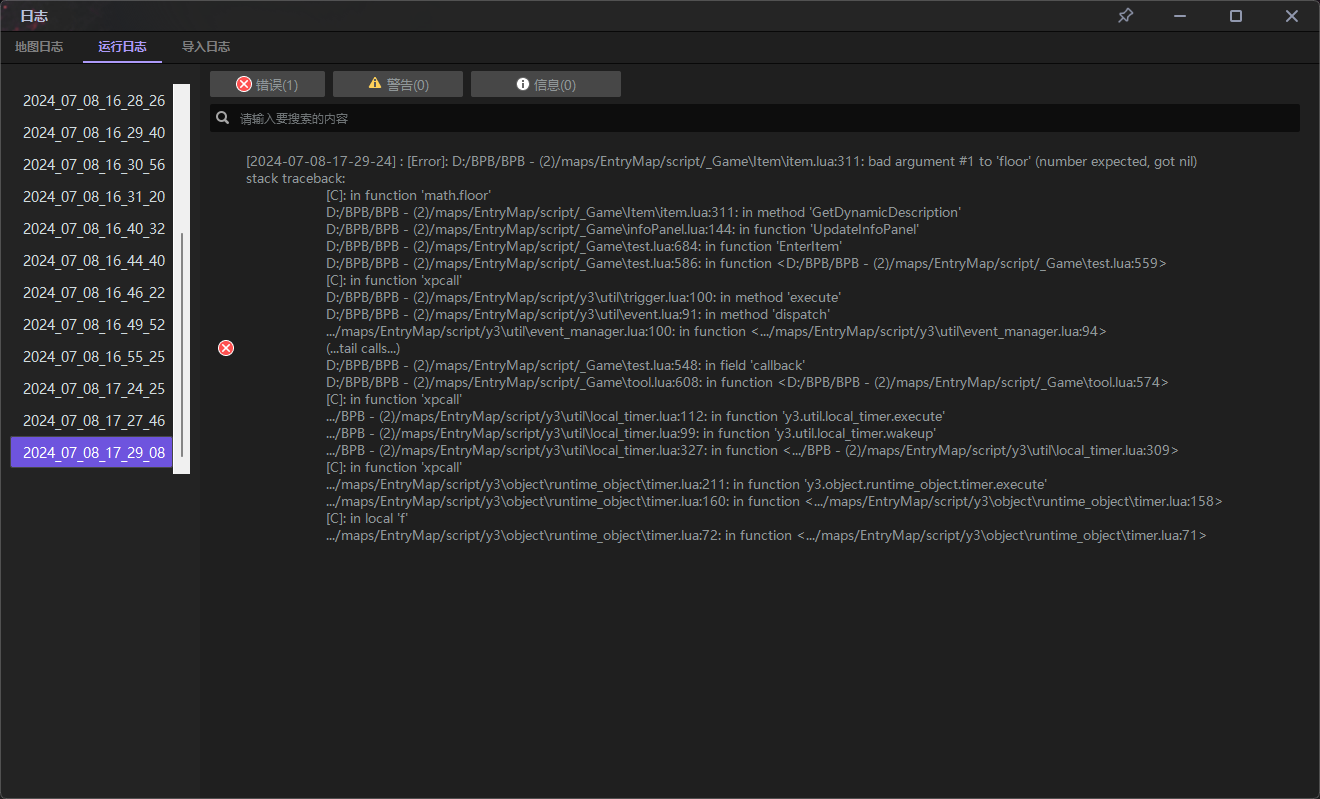 日志
地图日志 运行日志 导入日志
2024_07_08_16_28_26
2024_07_08_16_29_40
2024_07_08_16_30_56
2024_07_08_16_31_20
2024_07_08_16_40_32
2024_07_08_16_44_40
2024_07_08_16_46_22
2024_07_08_16_49_52
2024_07_08_16_55_25
2024_07_08_17_24_25
2024_07_08_17_27_46
2024_07_08_17_29_08
错误(1) 警告(0) 信息(0)
请输入要搜索的内容
[2024-07-08-17-29-24] : [Error]: D:/BPB/BPB - (2)/maps/EntryMap/script/_Game\Item\item.lua:311: bad argument #1 to 'floor' (number expected, got nil)
stack traceback:
[C]: in function 'math.floor'
D:/BPB/BPB - (2)/maps/EntryMap/script/_Game\Item\item.lua:311: in method 'GetDynamicDescription'
D:/BPB/BPB - (2)/maps/EntryMap/script/_Game\infoPanel.lua:144: in function 'UpdateInfoPanel'
D:/BPB/BPB - (2)/maps/EntryMap/script/_Game\test.lua:684: in function 'EnterItem'
D:/BPB/BPB - (2)/maps/EntryMap/script/_Game\test.lua:586: in function <D:/BPB/BPB - (2)/maps/EntryMap/script/_Game\test.lua:559>
[C]: in function 'xpcall'
D:/BPB/BPB - (2)/maps/EntryMap/script/y3\util\trigger.lua:100: in method 'execute'
D:/BPB/BPB - (2)/maps/EntryMap/script/y3\util\event.lua:91: in method 'dispatch'
.../maps/EntryMap/script/y3\util\event_manager.lua:100: in function <.../maps/EntryMap/script/y3\util\event_manager.lua:94>
(...tail calls...)
D:/BPB/BPB - (2)/maps/EntryMap/script/_Game\test.lua:548: in field 'callback'
D:/BPB/BPB - (2)/maps/EntryMap/script/_Game\tool.lua:608: in function <D:/BPB/BPB - (2)/maps/EntryMap/script/_Game\tool.lua:574>
[C]: in function 'xpcall'
.../BPB - (2)/maps/EntryMap/script/y3\util\local_timer.lua:112: in function 'y3.util.local_timer.execute'
.../BPB - (2)/maps/EntryMap/script/y3\util\local_timer.lua:99: in function 'y3.util.local_timer.wakeup'
.../BPB - (2)/maps/EntryMap/script/y3\util\local_timer.lua:327: in function <.../BPB - (2)/maps/EntryMap/script/y3\util\local_timer.lua:309>
[C]: in function 'xpcall'
.../maps/EntryMap/script/y3\object\runtime_object\timer.lua:211: in function 'y3.object.runtime_object.timer.execute'
.../maps/EntryMap/script/y3\object\runtime_object\timer.lua:160: in function <.../maps/EntryMap/script/y3\object\runtime_object\timer.lua:158>
[C]: in local 'f'
.../maps/EntryMap/script/y3\object\runtime_object\timer.lua:72: in function <.../maps/EntryMap/script/y3\object\runtime_object\timer.lua:71>